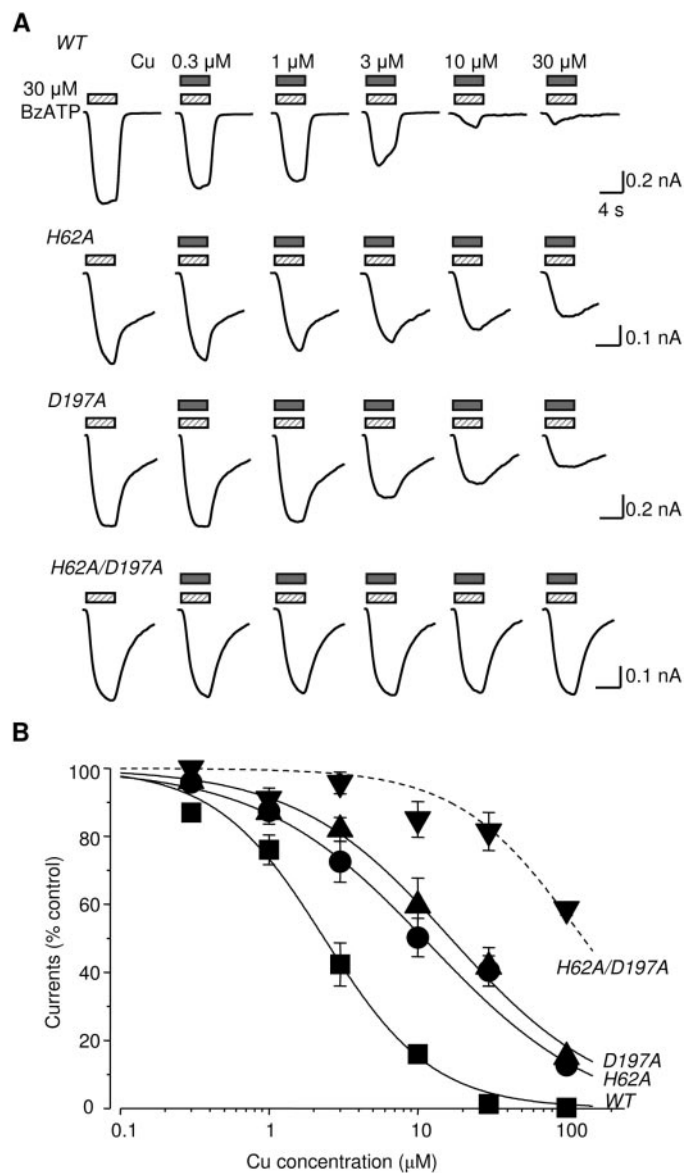 A
WT
Cu 0.3 µM 1 µM 3 µM 10 µM 30 µM
30 µM
BzATP
0.2 nA
4 s
H62A
0.1 nA
D197A
0.2 nA
H62A/D197A
0.1 nA
B
100
80
60
40
20
0
Currents (% control)
H62A/D197A
D197A
H62A
WT
0.1 1 10 100
Cu concentration (µM)